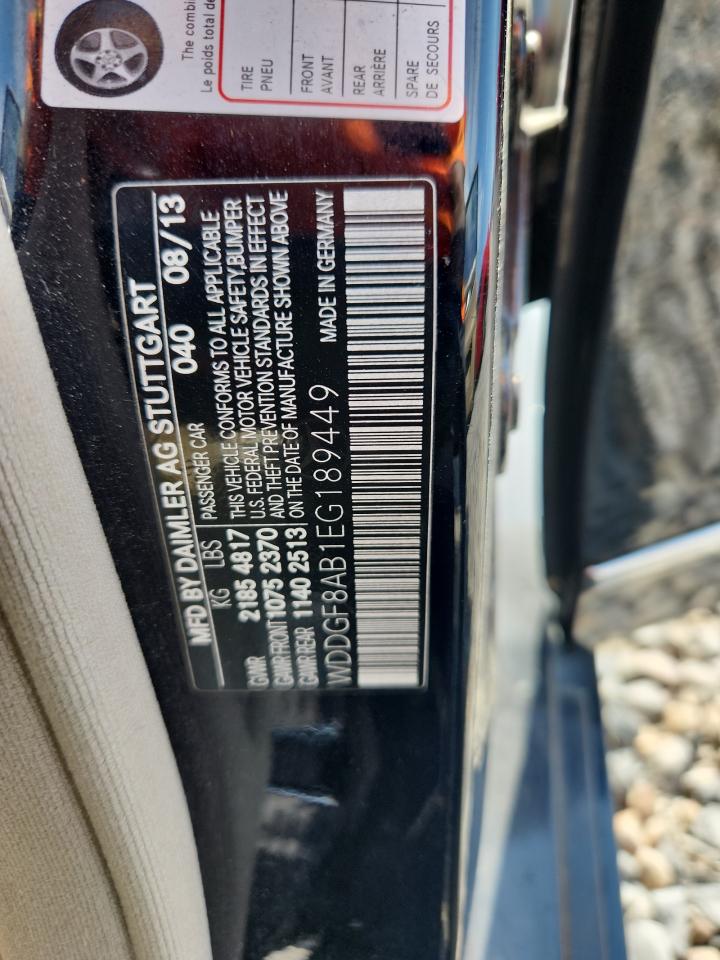 The combi
Le poids total de
TIRE
PNEU
FRONT
AVANT
REAR
ARRIÈRE
SPARE
DE SECOURS
MFD BY DAIMLER AG STUTTGART
040 08/13
KG LBS PASSENGER CAR
GVWR 2185 4817 THIS VEHICLE CONFORMS TO ALL APPLICABLE
GAWR FRONT 1075 2370 U.S. FEDERAL MOTOR VEHICLE SAFETY,BUMPER
GAWR REAR 1140 2513 AND THEFT PREVENTION STANDARDS IN EFFECT
ON THE DATE OF MANUFACTURE SHOWN ABOVE
WDDGF8AB1EG189449 MADE IN GERMANY